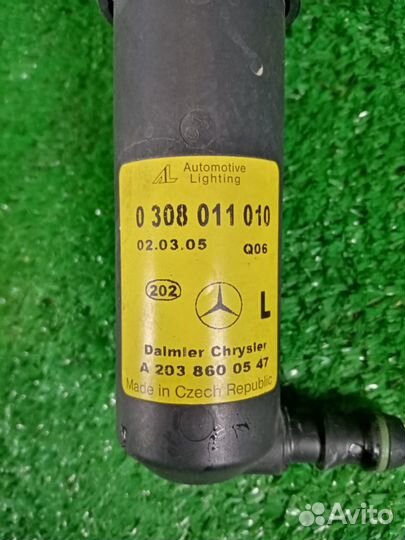 AL Automotive
Lighting
0 308 011 010
02.03.05 Q06
202
L
Daimler Chrysler
A 203 860 05 47
Made in Czech Republic
Avito